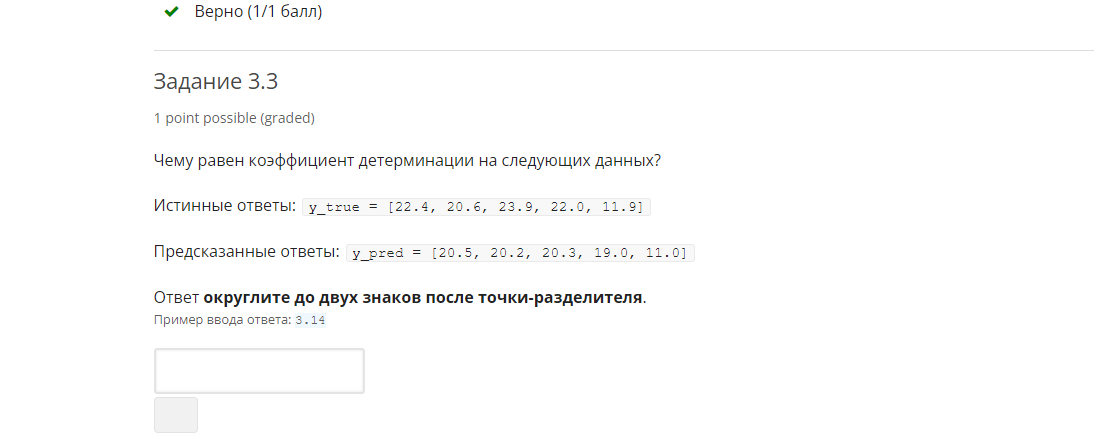 Верно (1/1 балл)
Задание 3.3
1 point possible (graded)
Чему равен коэффициент детерминации на следующих данных?
Истинные ответы: y_true = [22.4, 20.6, 23.9, 22.0, 11.9]
Предсказанные ответы: y_pred = [20.5, 20.2, 20.3, 19.0, 11.0]
Ответ округлите до двух знаков после точки-разделителя.
Пример ввода ответа: 3.14